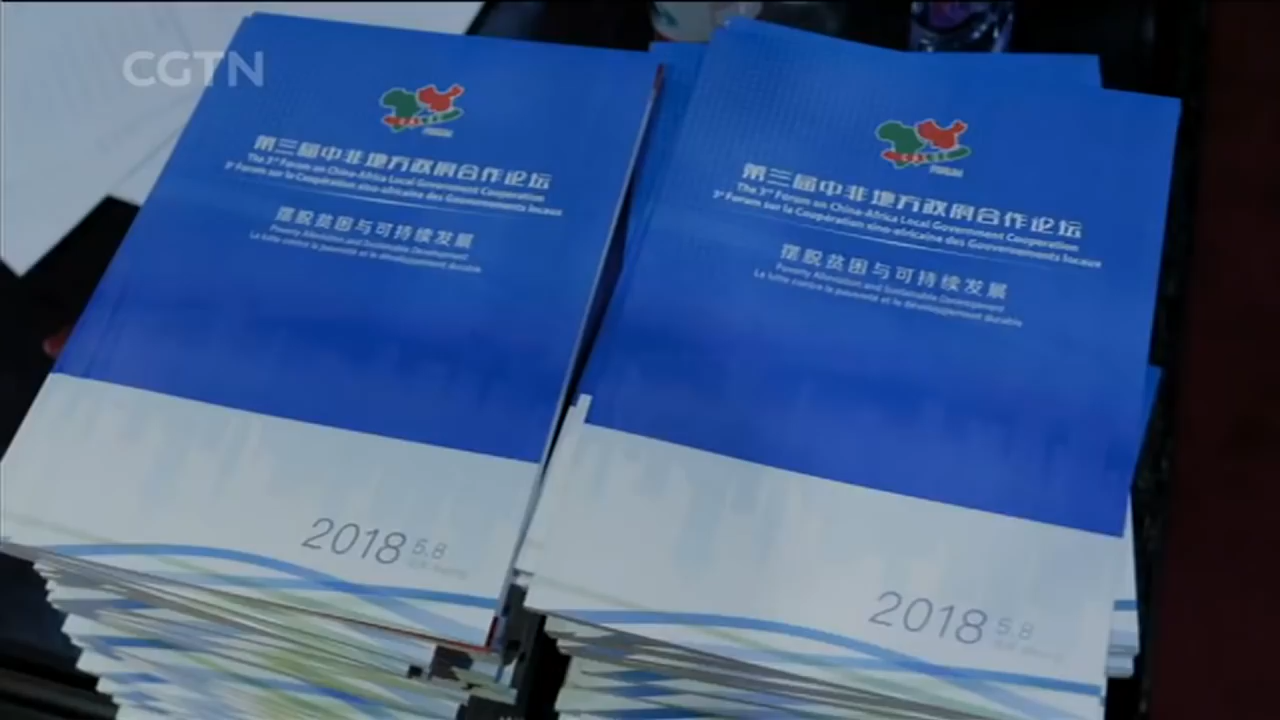 CGTN
第三届中非地方政府合作论坛
The 3rd Forum on China-Africa Local Government Cooperation
3e Forum sur la Coopération sino-africaine des Gouvernements locaux
摆脱贫困与可持续发展
Poverty Alleviation and Sustainable Development
La lutte contre la pauvreté et le développement durable
2018 5.8
第三届中非地方政府合作论坛
The 3rd Forum on China-Africa Local Government Cooperation
3e Forum sur la Coopération sino-africaine des Gouvernements locaux
摆脱贫困与可持续发展
Poverty Alleviation and Sustainable Development
La lutte contre la pauvreté et le développement durable
2018 5.8